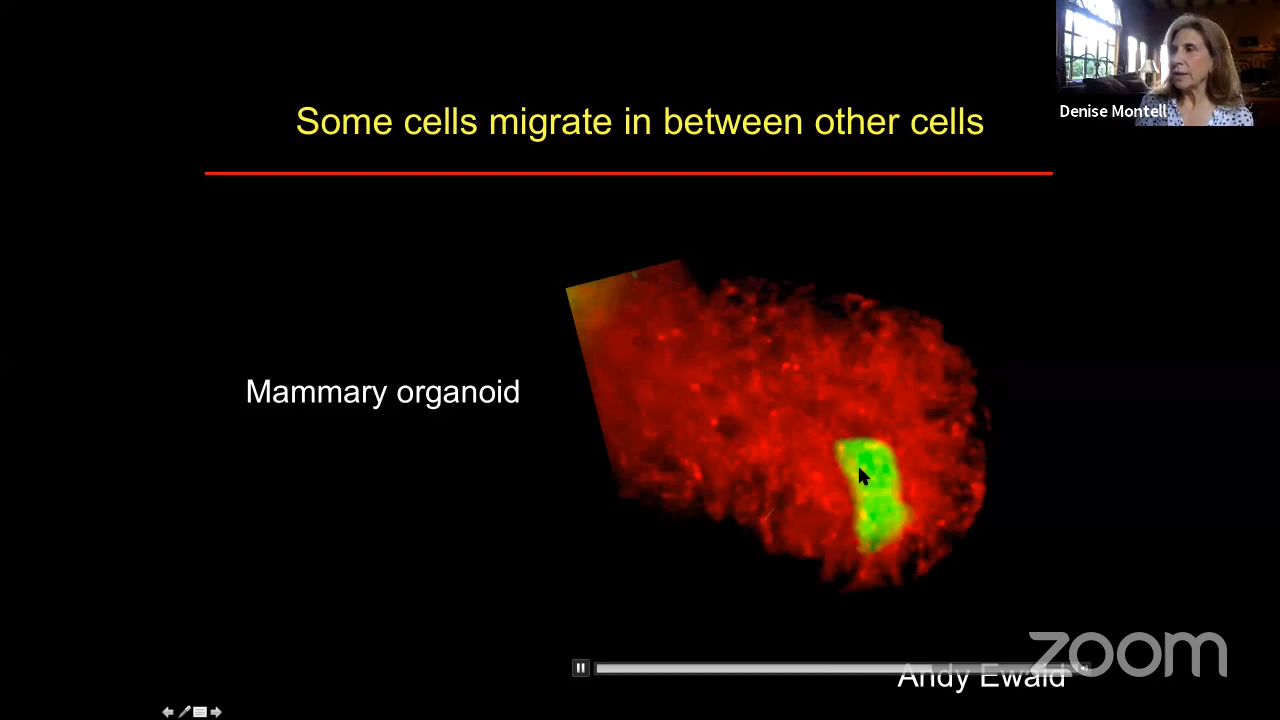 Some cells migrate in between other cells
Denise Montell
Mammary organoid
Andy Ewald
zoom